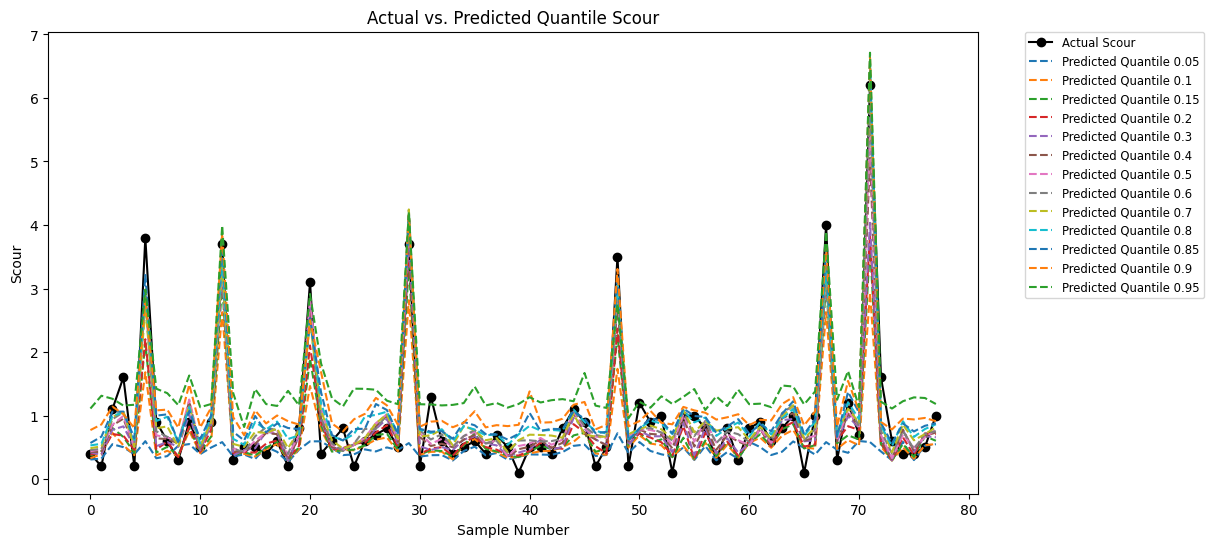 Actual vs. Predicted Quantile Scour
7
6
5
4
3
2
1
0
Scour
0 10 20 30 40 50 60 70 80
Sample Number
Actual Scour
Predicted Quantile 0.05
Predicted Quantile 0.1
Predicted Quantile 0.15
Predicted Quantile 0.2
Predicted Quantile 0.3
Predicted Quantile 0.4
Predicted Quantile 0.5
Predicted Quantile 0.6
Predicted Quantile 0.7
Predicted Quantile 0.8
Predicted Quantile 0.85
Predicted Quantile 0.9
Predicted Quantile 0.95